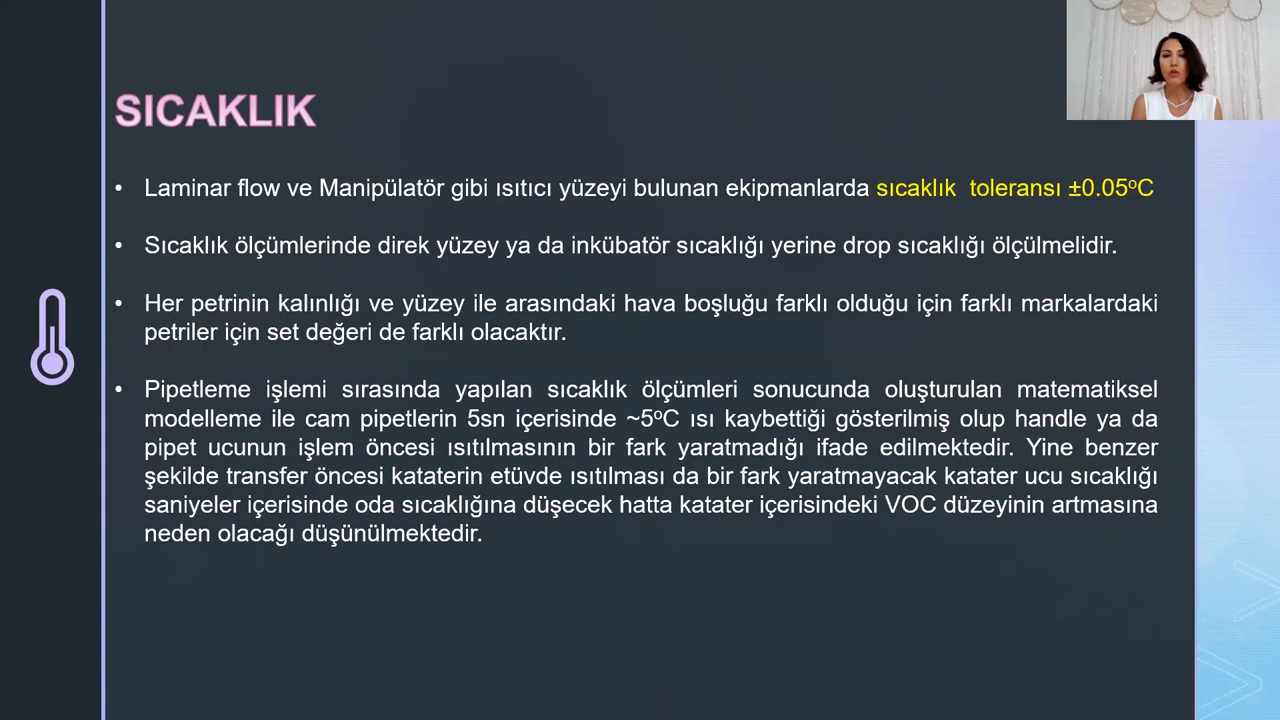 SICAKLIK
• Laminar flow ve Manipülatör gibi ısıtıcı yüzeyi bulunan ekipmanlarda sıcaklık toleransı ±0.05ºC
• Sıcaklık ölçümlerinde direk yüzey ya da inkübatör sıcaklığı yerine drop sıcaklığı ölçülmelidir.
• Her petrinin kalınlığı ve yüzey ile arasındaki hava boşluğu farklı olduğu için farklı markalardaki
petriler için set değeri de farklı olacaktır.
• Pipetleme işlemi sırasında yapılan sıcaklık ölçümleri sonucunda oluşturulan matematiksel
modelleme ile cam pipetlerin 5sn içerisinde ~5ºC ısı kaybettiği gösterilmiş olup handle ya da
pipet ucunun işlem öncesi ısıtılmasının bir fark yaratmadığı ifade edilmektedir. Yine benzer
şekilde transfer öncesi kataterin etüvde ısıtılması da bir fark yaratmayacak katater ucu sıcaklığı
saniyeler içerisinde oda sıcaklığına düşecek hatta katater içerisindeki VOC düzeyinin artmasına
neden olacağı düşünülmektedir.